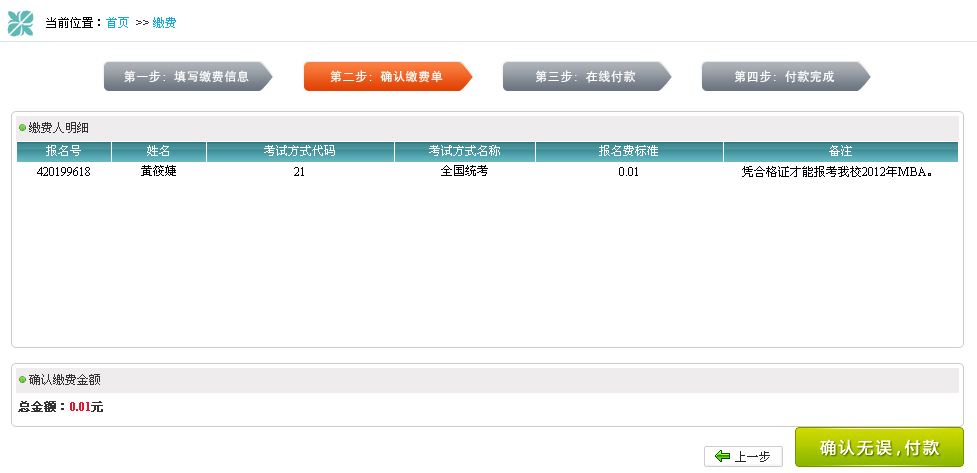 当前位置：首页 >> 缴费
第一步：填写缴费信息 第二步：确认缴费单 第三步：在线付款 第四步：付款完成
缴费人明细
报名号 姓名 考试方式代码 考试方式名称 报名费标准 备注
420199618 黄筱婕 21 全国统考 0.01 凭合格证才能报考我校2012年MBA。
确认缴费金额
总金额：0.01元
上一步 确认无误,付款